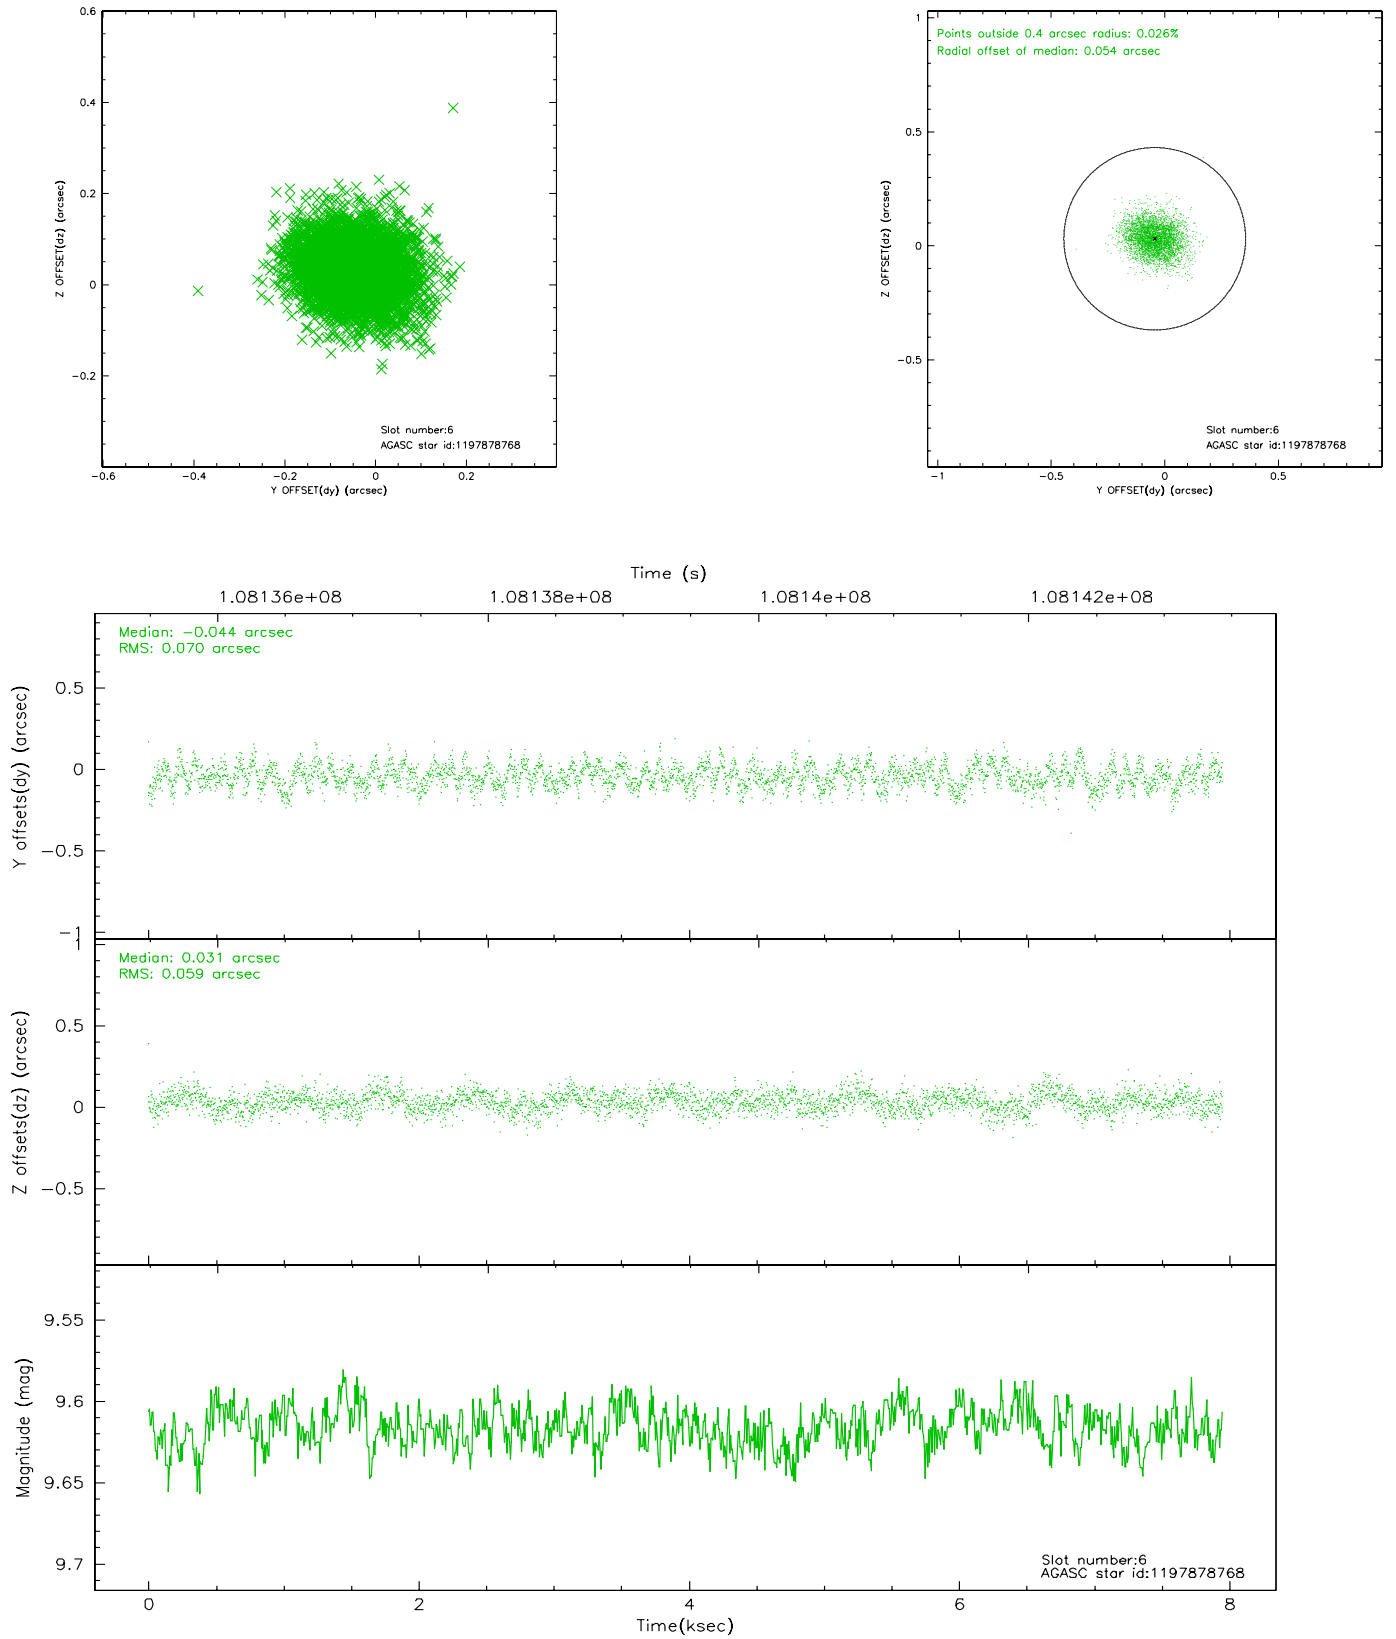 0.6
0.4
0.2
0
−0.2
−0.6
−0.4
−0.2
0
0.2
Z OFFSET(dz) (arcsec)
Y OFFSET(dy) (arcsec)
Slot number:6
AGASC star id:1197878768
Points outside 0.4 arcsec radius: 0.026%
Radial offset of median: 0.054 arcsec
1
0.5
0
−0.5
−1
−0.5
0
0.5
Z OFFSET(dz) (arcsec)
Y OFFSET(dy) (arcsec)
Slot number:6
AGASC star id:1197878768
Time (s)
1.08136e+08
1.08138e+08
1.0814e+08
1.08142e+08
Median: −0.044 arcsec
RMS: 0.070 arcsec
0.5
0
−0.5
−1
Y offsets(dy) (arcsec)
Median: 0.031 arcsec
RMS: 0.059 arcsec
1
0.5
0
−0.5
Z offsets(dz) (arcsec)
9.55
9.6
9.65
9.7
Magnitude (mag)
Slot number:6
AGASC star id:1197878768
0
2
4
6
8
Time(ksec)